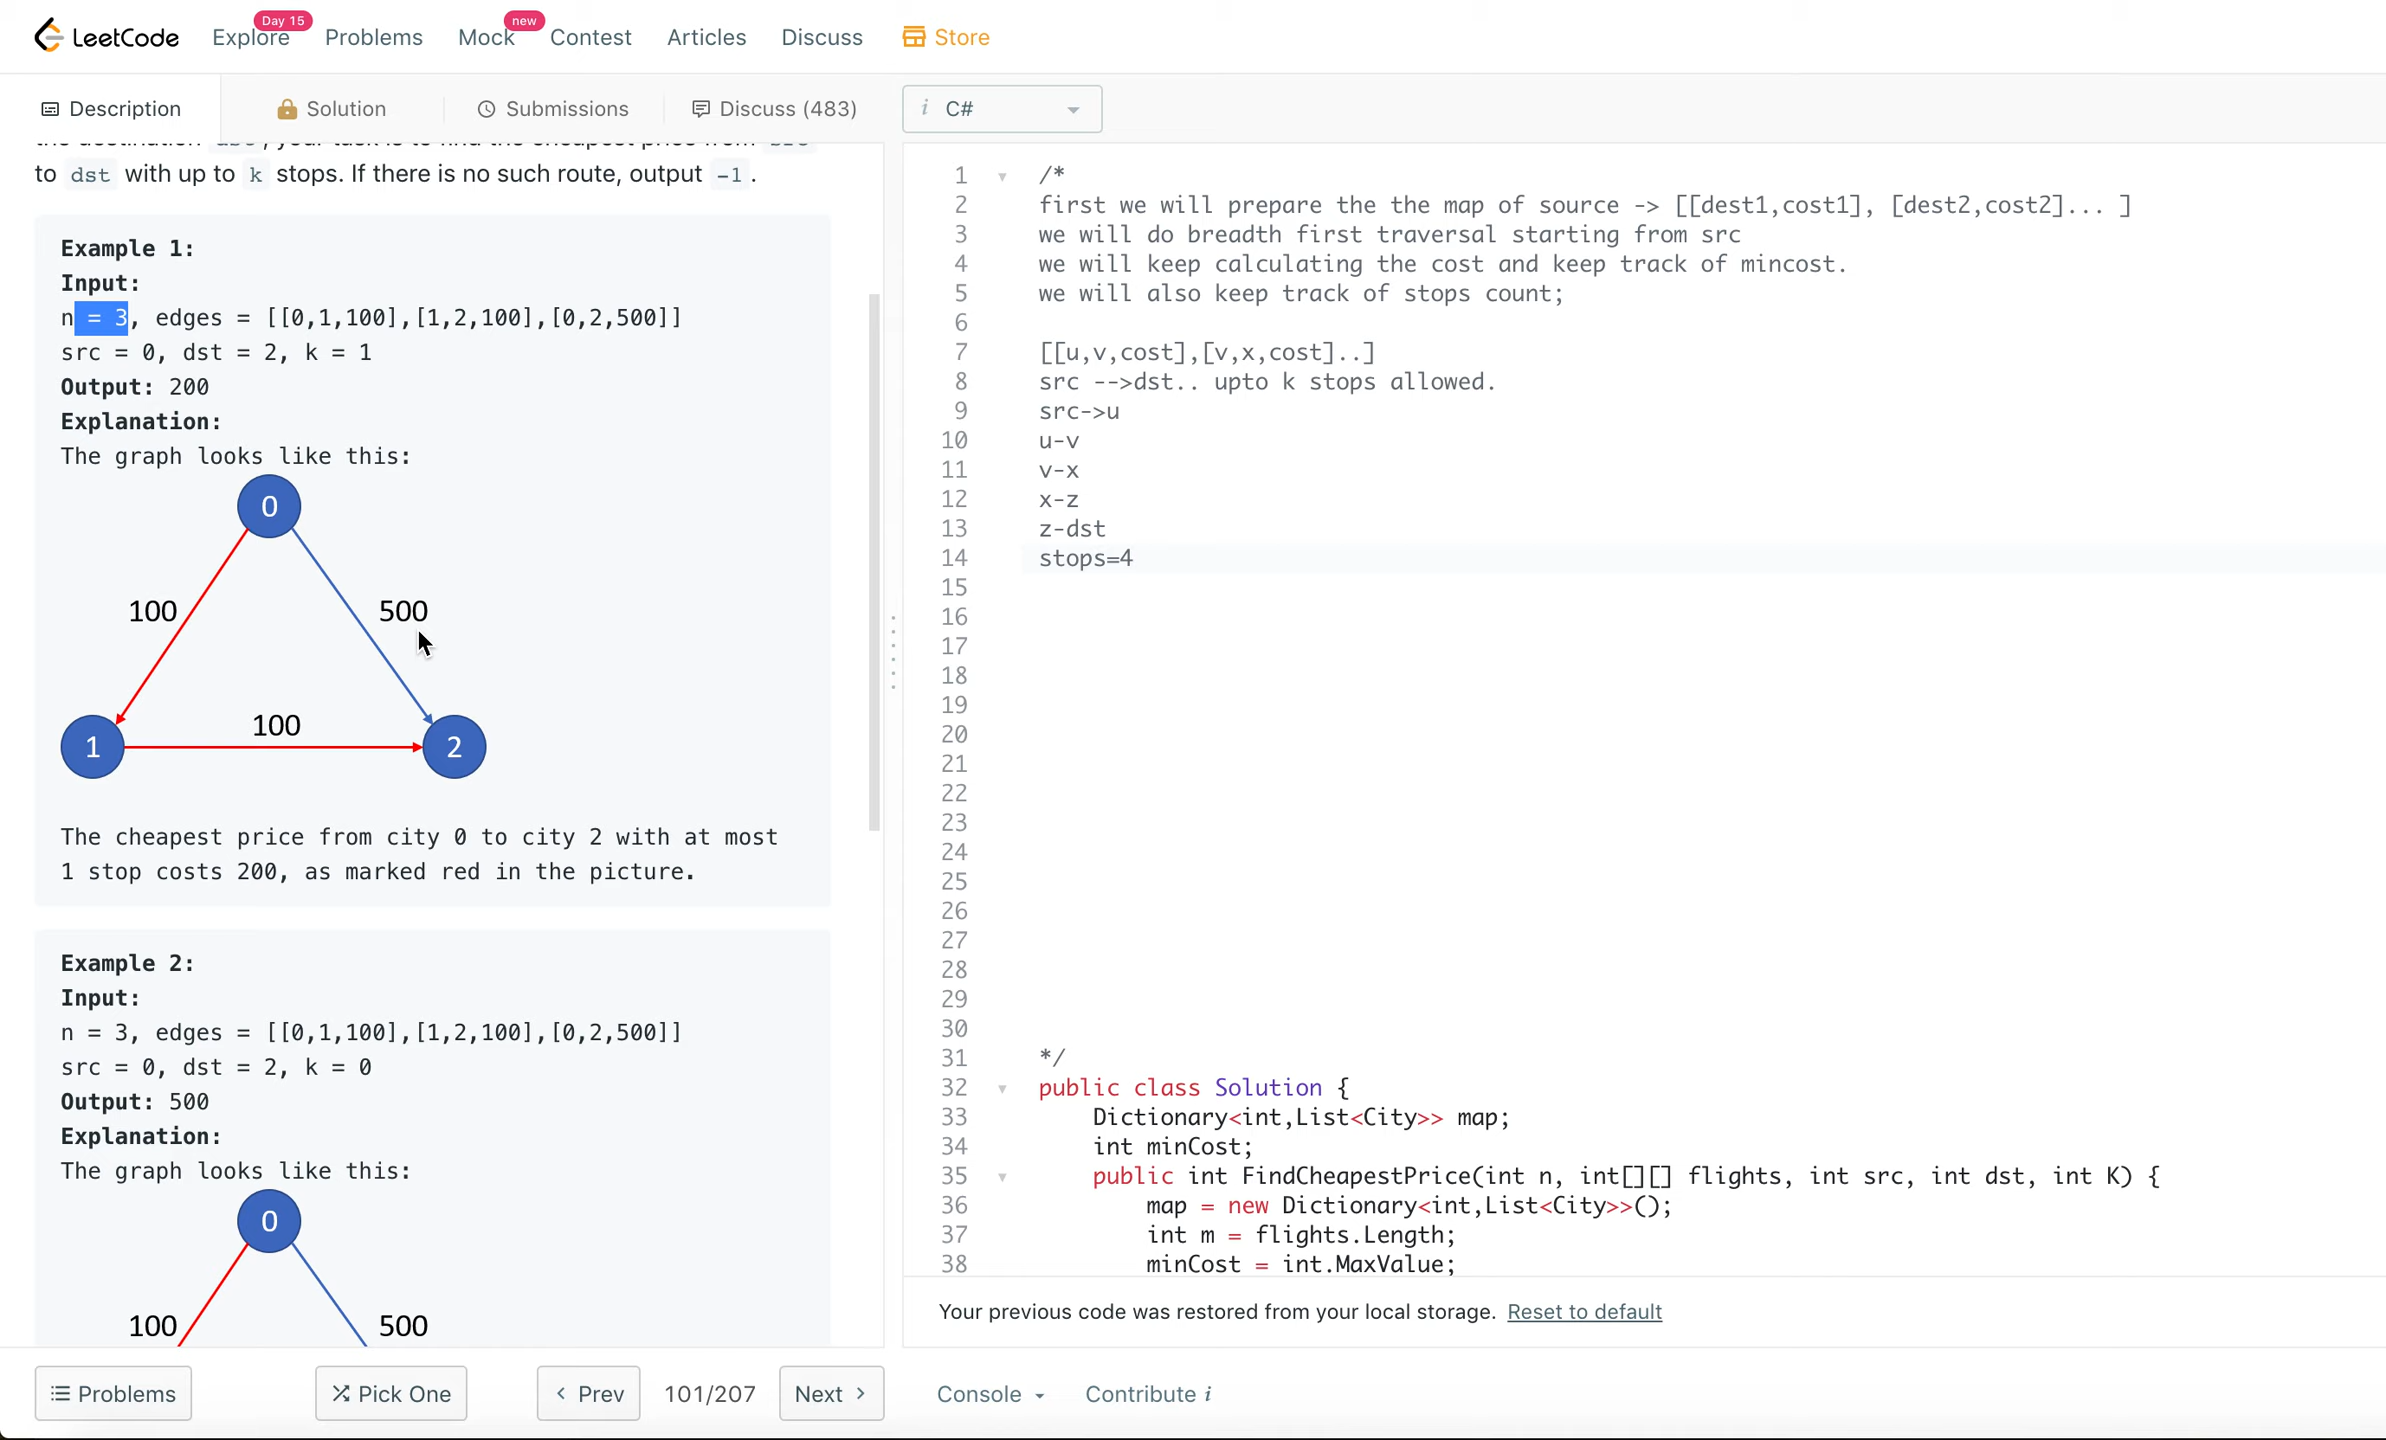 LeetCode Explore Day 15 Problems Mock new Contest Articles Discuss Store
Description Solution Submissions Discuss (483) i C#
to dst with up to k stops. If there is no such route, output -1.
Example 1:
Input:
n = 3, edges = [[0,1,100],[1,2,100],[0,2,500]]
src = 0, dst = 2, k = 1
Output: 200
Explanation:
The graph looks like this:
0
100 500
100
1 2
The cheapest price from city 0 to city 2 with at most
1 stop costs 200, as marked red in the picture.
Example 2:
Input:
n = 3, edges = [[0,1,100],[1,2,100],[0,2,500]]
src = 0, dst = 2, k = 0
Output: 500
Explanation:
The graph looks like this:
0
100 500
1 /*
2 first we will prepare the the map of source -> [[dest1,cost1], [dest2,cost2]... ]
3 we will do breadth first traversal starting from src
4 we will keep calculating the cost and keep track of mincost.
5 we will also keep track of stops count;
6
7 [[u,v,cost],[v,x,cost]..]
8 src -->dst.. upto k stops allowed.
9 src->u
10 u-v
11 v-x
12 x-z
13 z-dst
14 stops=4
15
16
17
18
19
20
21
22
23
24
25
26
27
28
29
30
31 */
32 public class Solution {
33 Dictionary<int,List<City>> map;
34 int minCost;
35 public int FindCheapestPrice(int n, int[][] flights, int src, int dst, int K) {
36 map = new Dictionary<int,List<City>>();
37 int m = flights.Length;
38 minCost = int.MaxValue;
Your previous code was restored from your local storage. Reset to default
Problems Pick One Prev 101/207 Next Console Contribute i